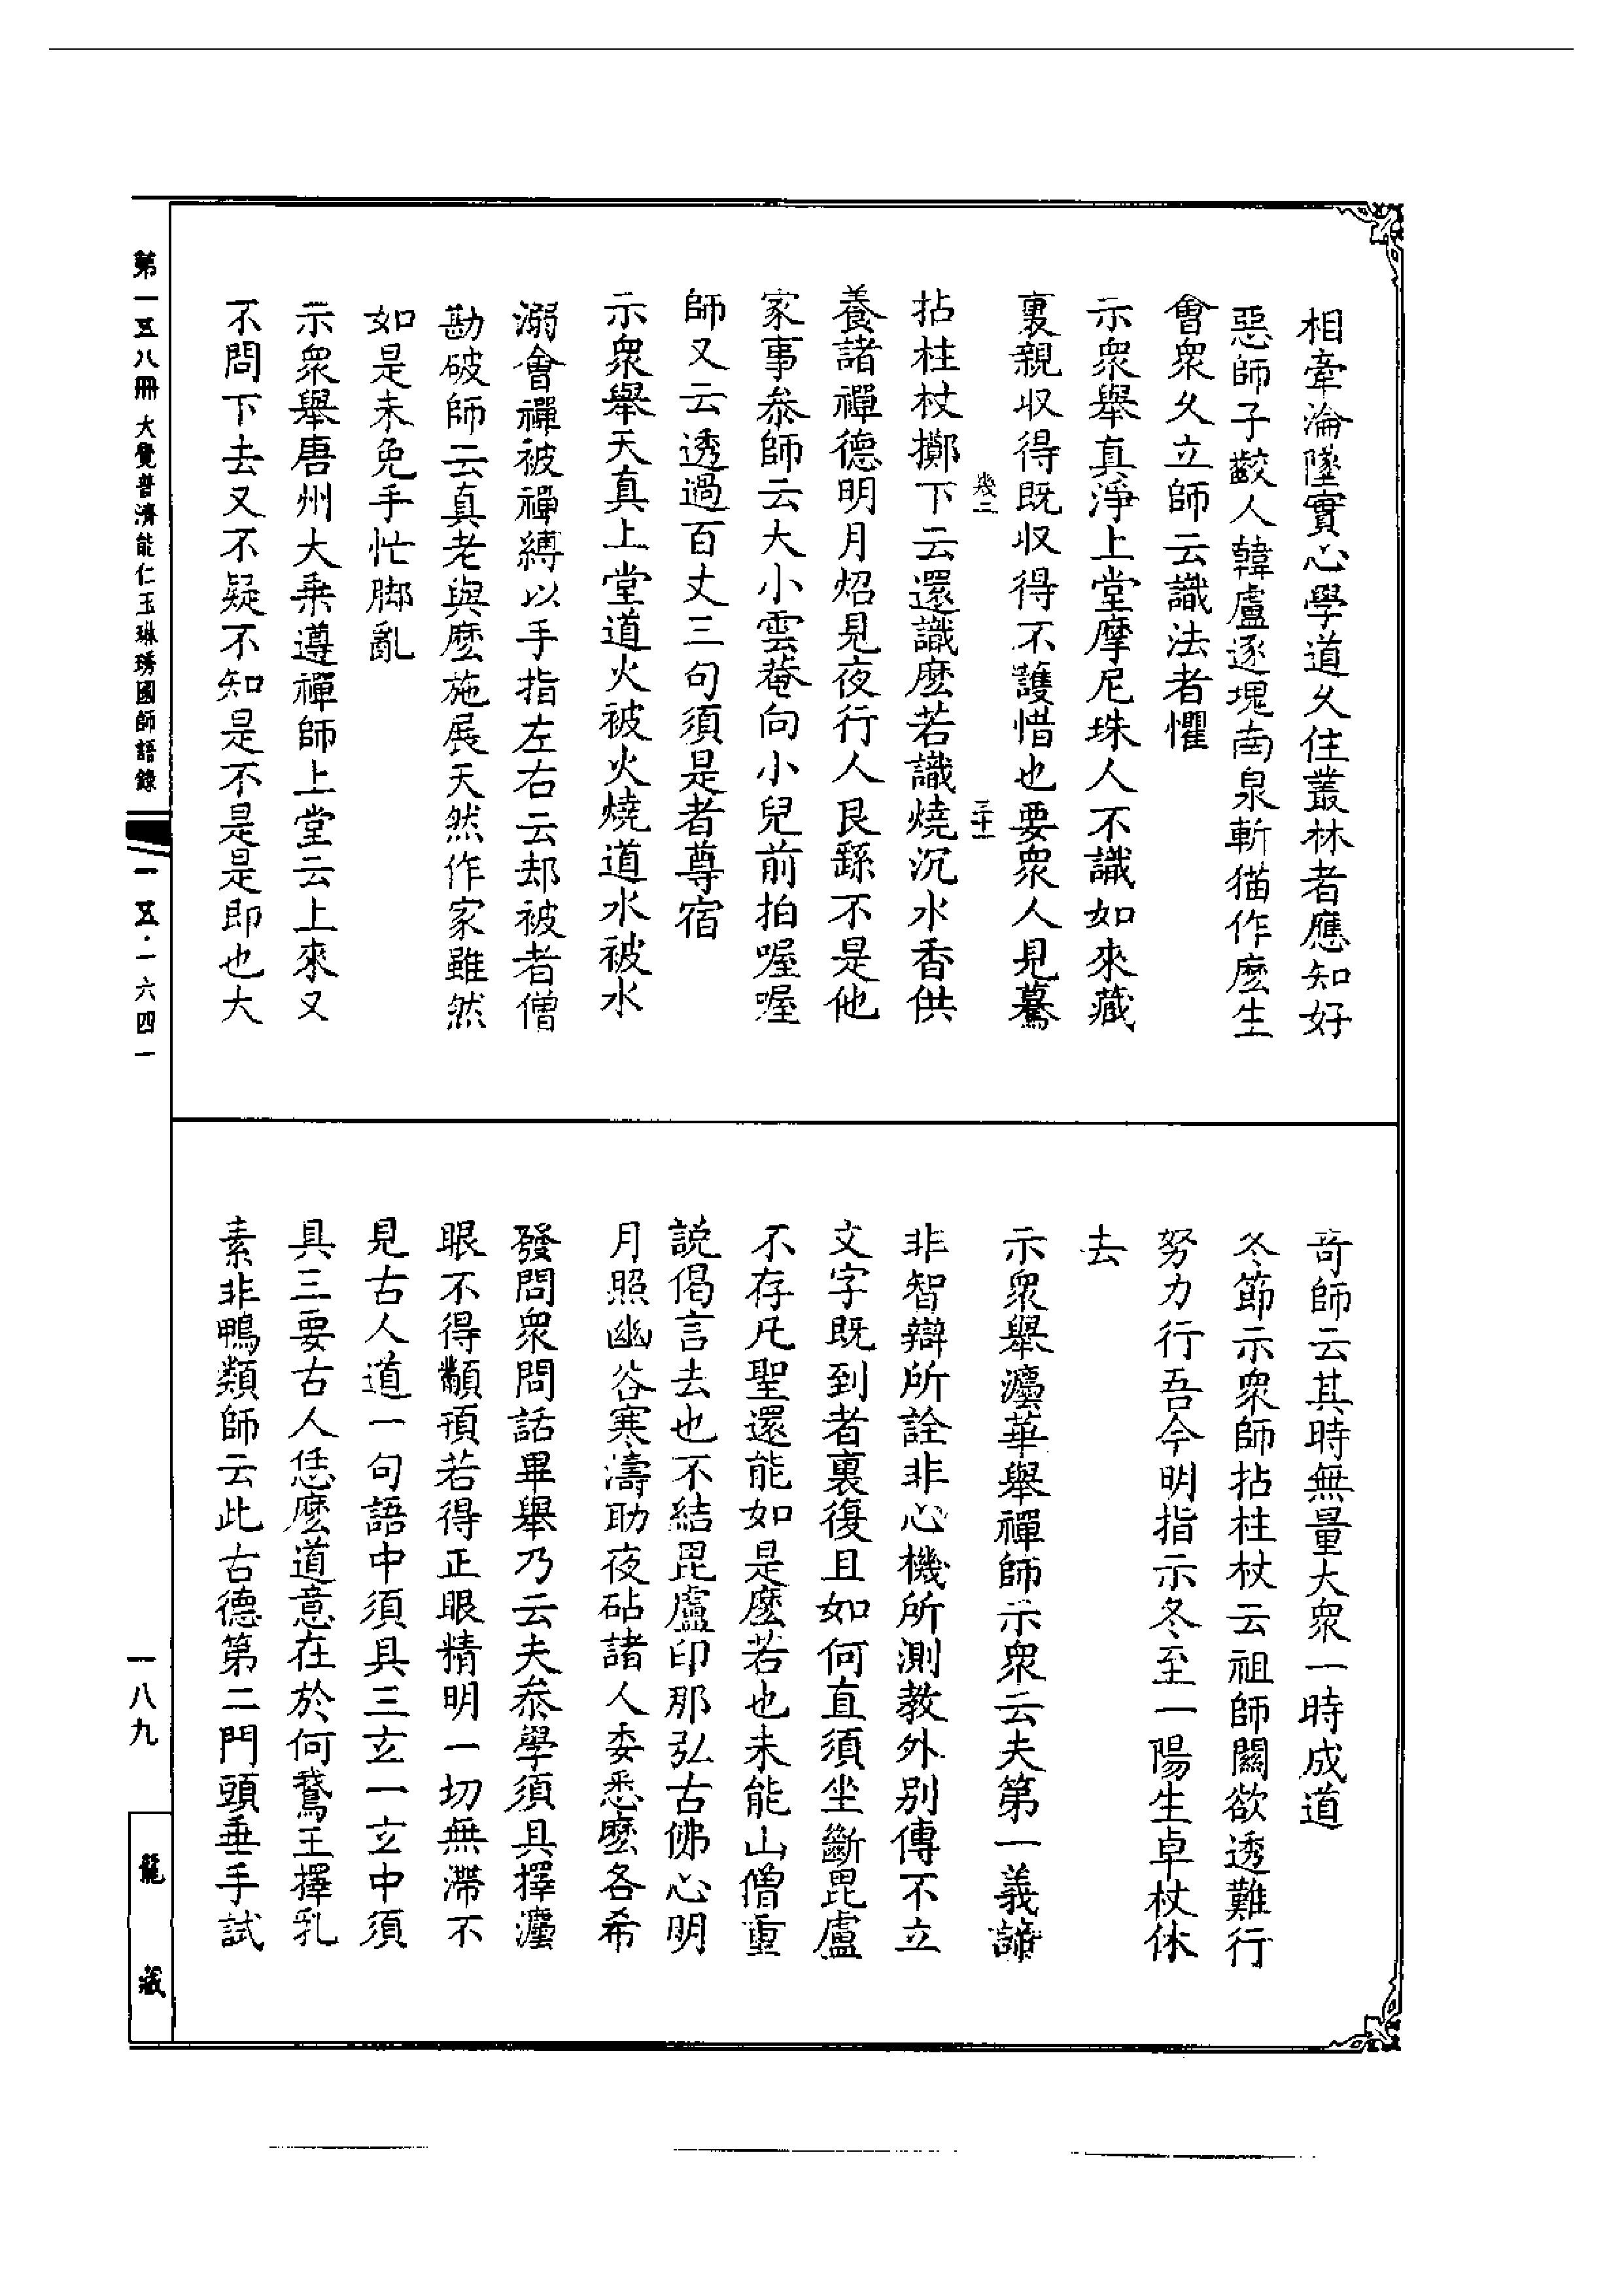 相牽淪墜實心學道久住叢林者應知好
惡師子齩人韓盧逐塊南泉斬猫作麽生
會衆久立師云識法者懼
示衆舉真淨上堂摩尼珠人不識如來藏
裏親収得既収得不護惜也要衆人見驀
卷二
三十一
拈柱杖擲下云還識麽若識燒沉水香供
養諸禪德明月炤見夜行人良繇不是他
家事叅師云大小雲菴向小兒前拍喔喔
師又云透過百丈三句須是者尊宿
示衆舉天真上堂道火被火燒道水被水
溺會禪被禪縛以手指左右云却被者僧
勘破師云真老與麽施展天然作家雖然
如是未免手忙脚亂
示衆舉唐州大乘遵禪師上堂云上來又
不問下去又不疑不知是不是是即也大
奇師云其時無量大衆一時成道
冬節示衆師拈柱杖云祖師關欲透難行
努力行吾今明指示冬至一陽生卓杖休
去
示衆舉瀘華舉禪師示衆云夫第一義諦
非智辯所詮非心機所測教外别傳不立
文字既到者裏復且如何直須坐斷毘盧
不存凡聖還能如是麽若也未能山僧重
説偈言去也不結毘盧印那弘古佛心明
月照幽谷寒濤助夜砧諸人委悉麽各希
發問衆問話畢舉乃云夫叅學須具擇瀘
眼不得顢頇若得正眼精明一切無滯不
見古人道一句語中須具三玄一玄中須
具三要古人恁麽道意在於何鵞王擇乳
素非鴨類師云此古德第二門頭垂手試
第一五八冊 大覺普濟能仁玉琳琇國師語錄
一五·一六四一
一八九
龍藏